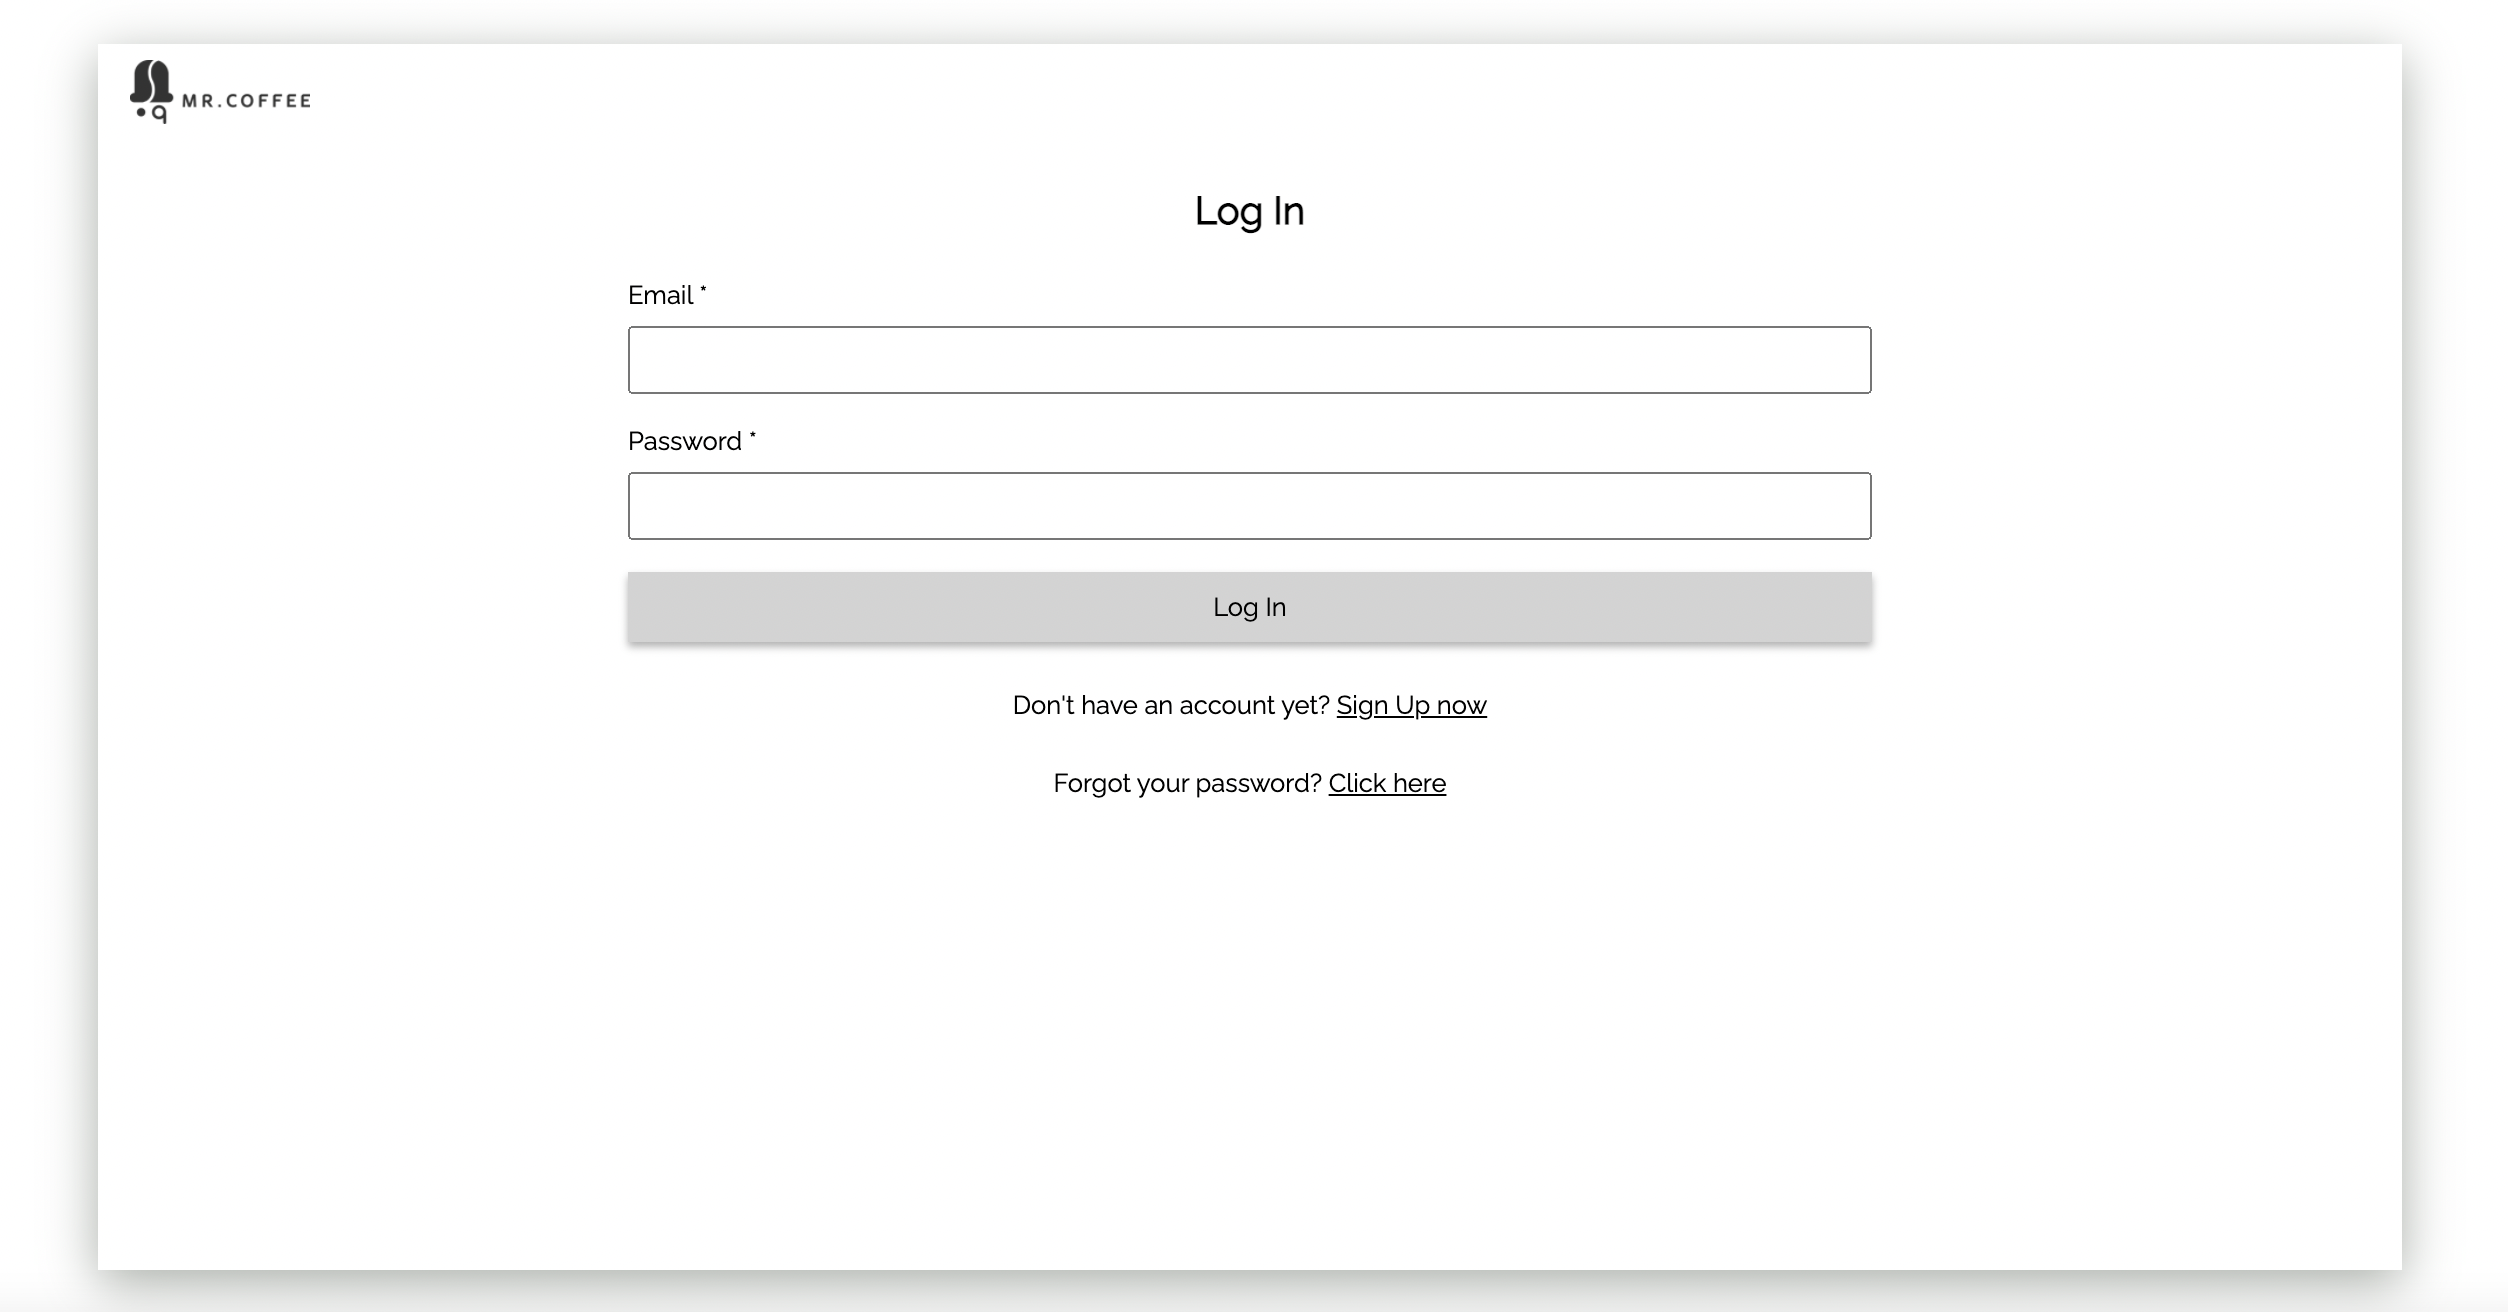 MR.COFFEE
Log In
Email *
Password *
Log In
Don't have an account yet? Sign Up now
Forgot your password? Click here